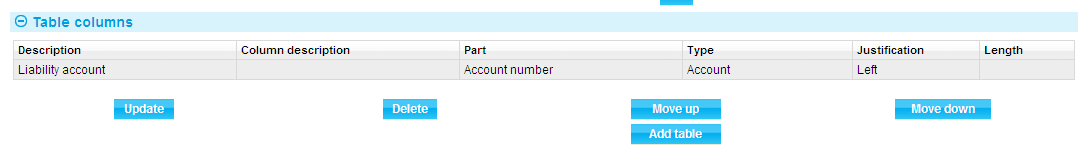 Table columns
Description Column description Part Type Justification Length
Liability account Account number Account Left
Update Delete Move up Move down
Add table